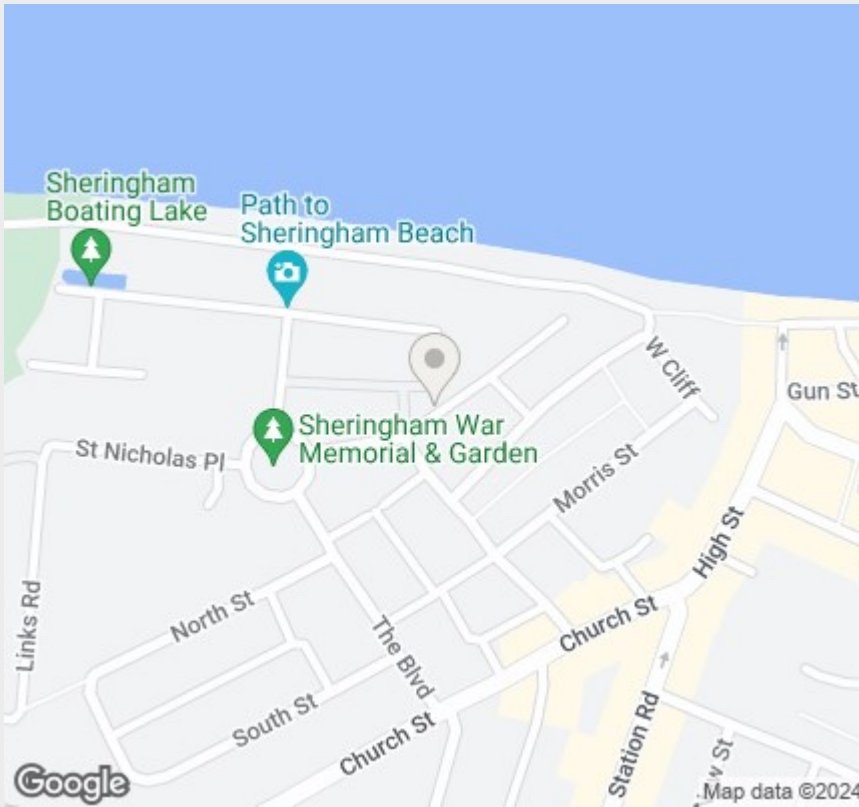 Sheringham
Boating Lake
Path to
Sheringham Beach
W Cliff
Gun St
Sheringham War
Memorial & Garden
St Nicholas Pl
Morris St
High St
Links Rd
North St
Church St
The Blvd
South St
Church St
Station Rd
Google
Map data ©2024